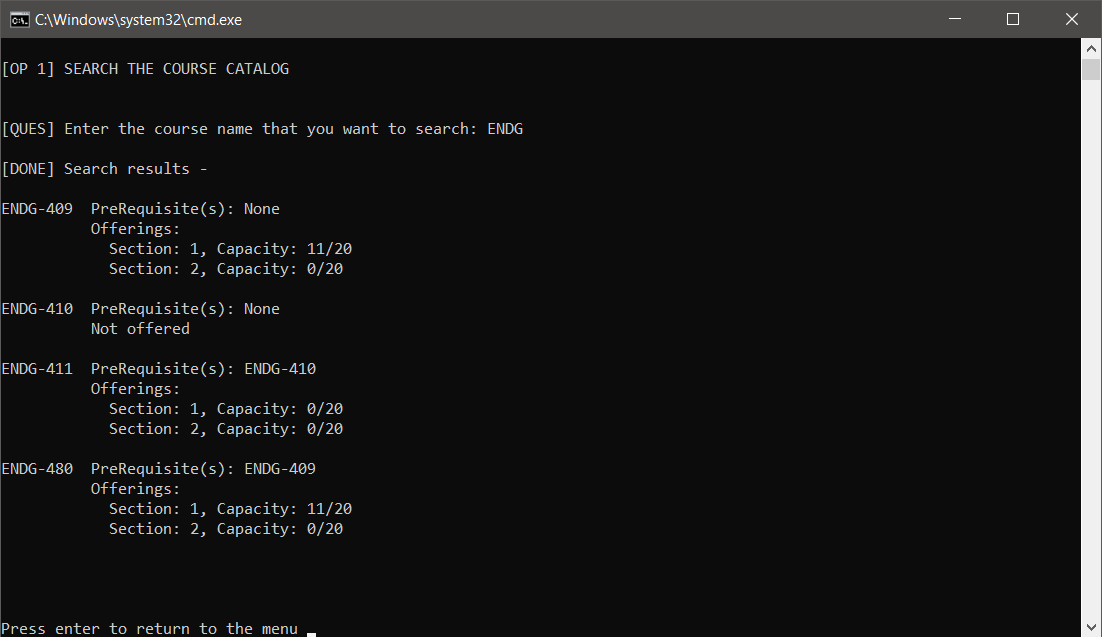 C:\Windows\system32\cmd.exe
[OP 1] SEARCH THE COURSE CATALOG
[QUES] Enter the course name that you want to search: ENDG
[DONE] Search results -
ENDG-409  PreRequisite(s): None
          Offerings:
            Section: 1, Capacity: 11/20
            Section: 2, Capacity: 0/20
ENDG-410  PreRequisite(s): None
          Not offered
ENDG-411  PreRequisite(s): ENDG-410
          Offerings:
            Section: 1, Capacity: 0/20
            Section: 2, Capacity: 0/20
ENDG-480  PreRequisite(s): ENDG-409
          Offerings:
            Section: 1, Capacity: 11/20
            Section: 2, Capacity: 0/20
Press enter to return to the menu